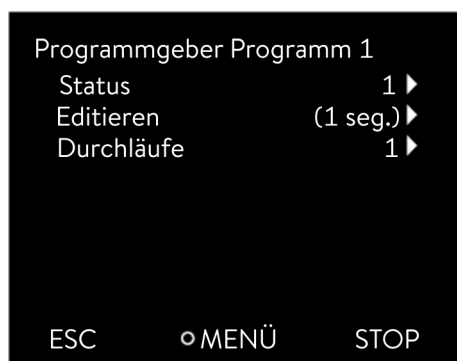 Programmgeber Programm 1
Status 1
Editieren (1 seg.)
Durchläufe 1
ESC MENÜ STOP